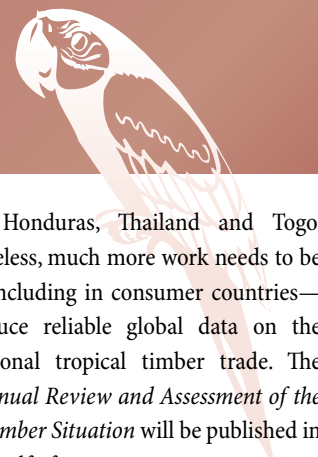 Honduras, Thailand and Togo
eless, much more work needs to be
ncluding in consumer countries—
uce reliable global data on the
onal tropical timber trade. The
nual Review and Assessment of the
mber Situation will be published in